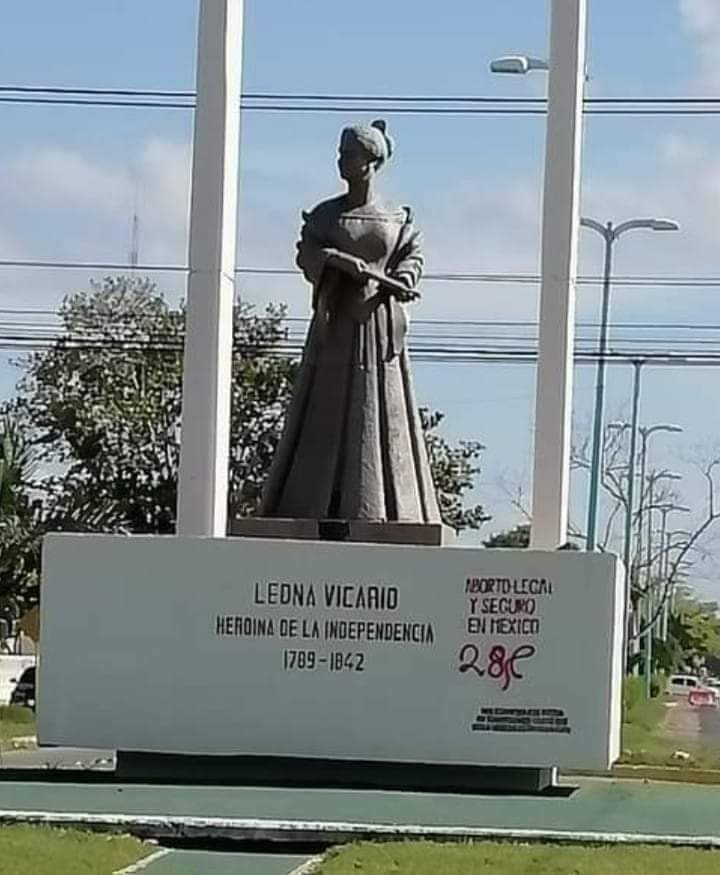 LEONA VICARIO
HEROINA DE LA INDEPENDENCIA
1789-1842
ABORTO LEGAL
Y SEGURO
EN MEXICO
28S